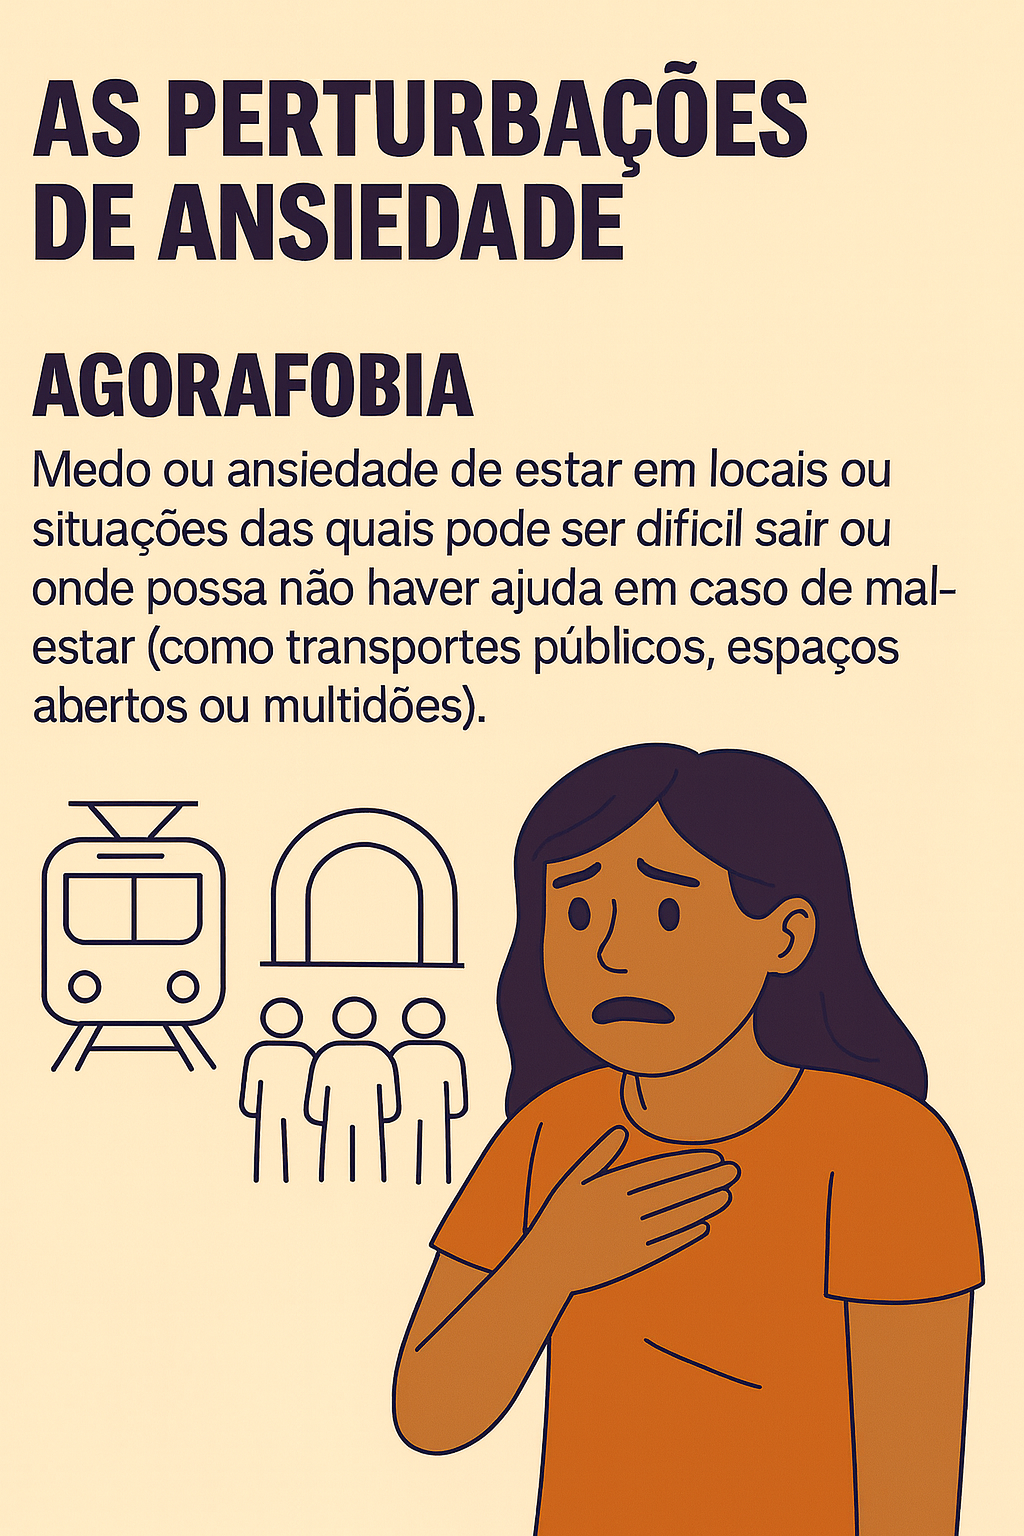 AS PERTURBAÇÕES
DE ANSIEDADE
AGORAFOBIA
Medo ou ansiedade de estar em locais ou
situações das quais pode ser dificil sair ou
onde possa não haver ajuda em caso de mal-
estar (como transportes públicos, espaços
abertos ou multidões).